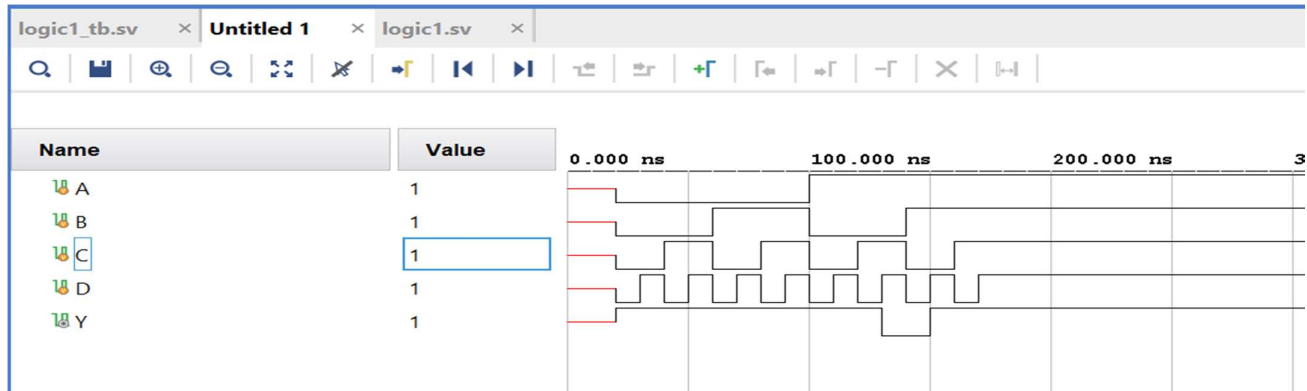 logic1_tb.sv × Untitled 1 × logic1.sv ×
Name Value
0.000 ns 100.000 ns 200.000 ns 3
A 1
B 1
C 1
D 1
Y 1